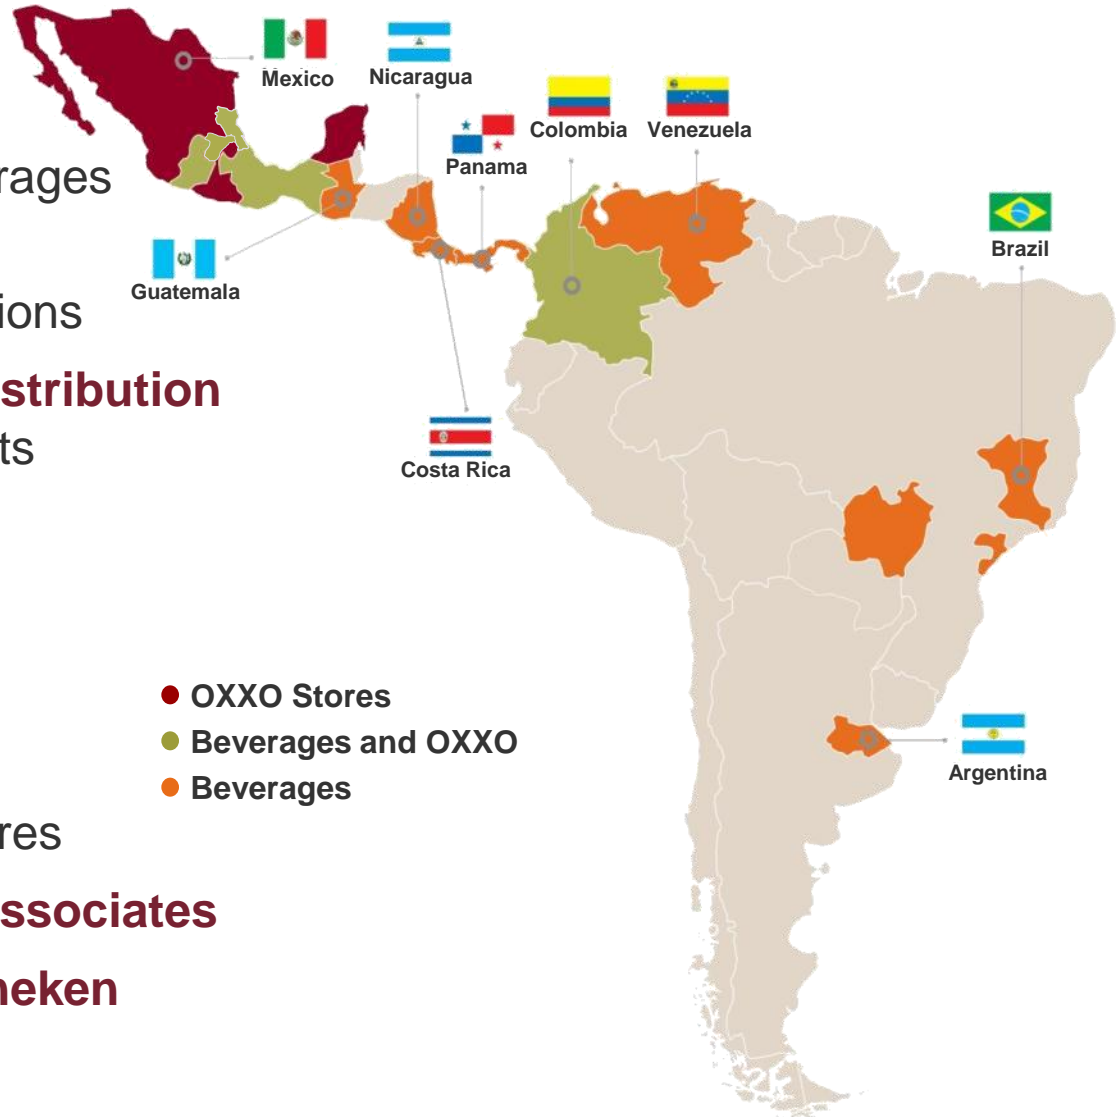 Mexico
Nicaragua
Colombia
Venezuela
Panama
rages
Brazil
Guatemala
ions
stribution
ts
Costa Rica
OXXO Stores
Beverages and OXXO
Beverages
Argentina
res
ssociates
neken